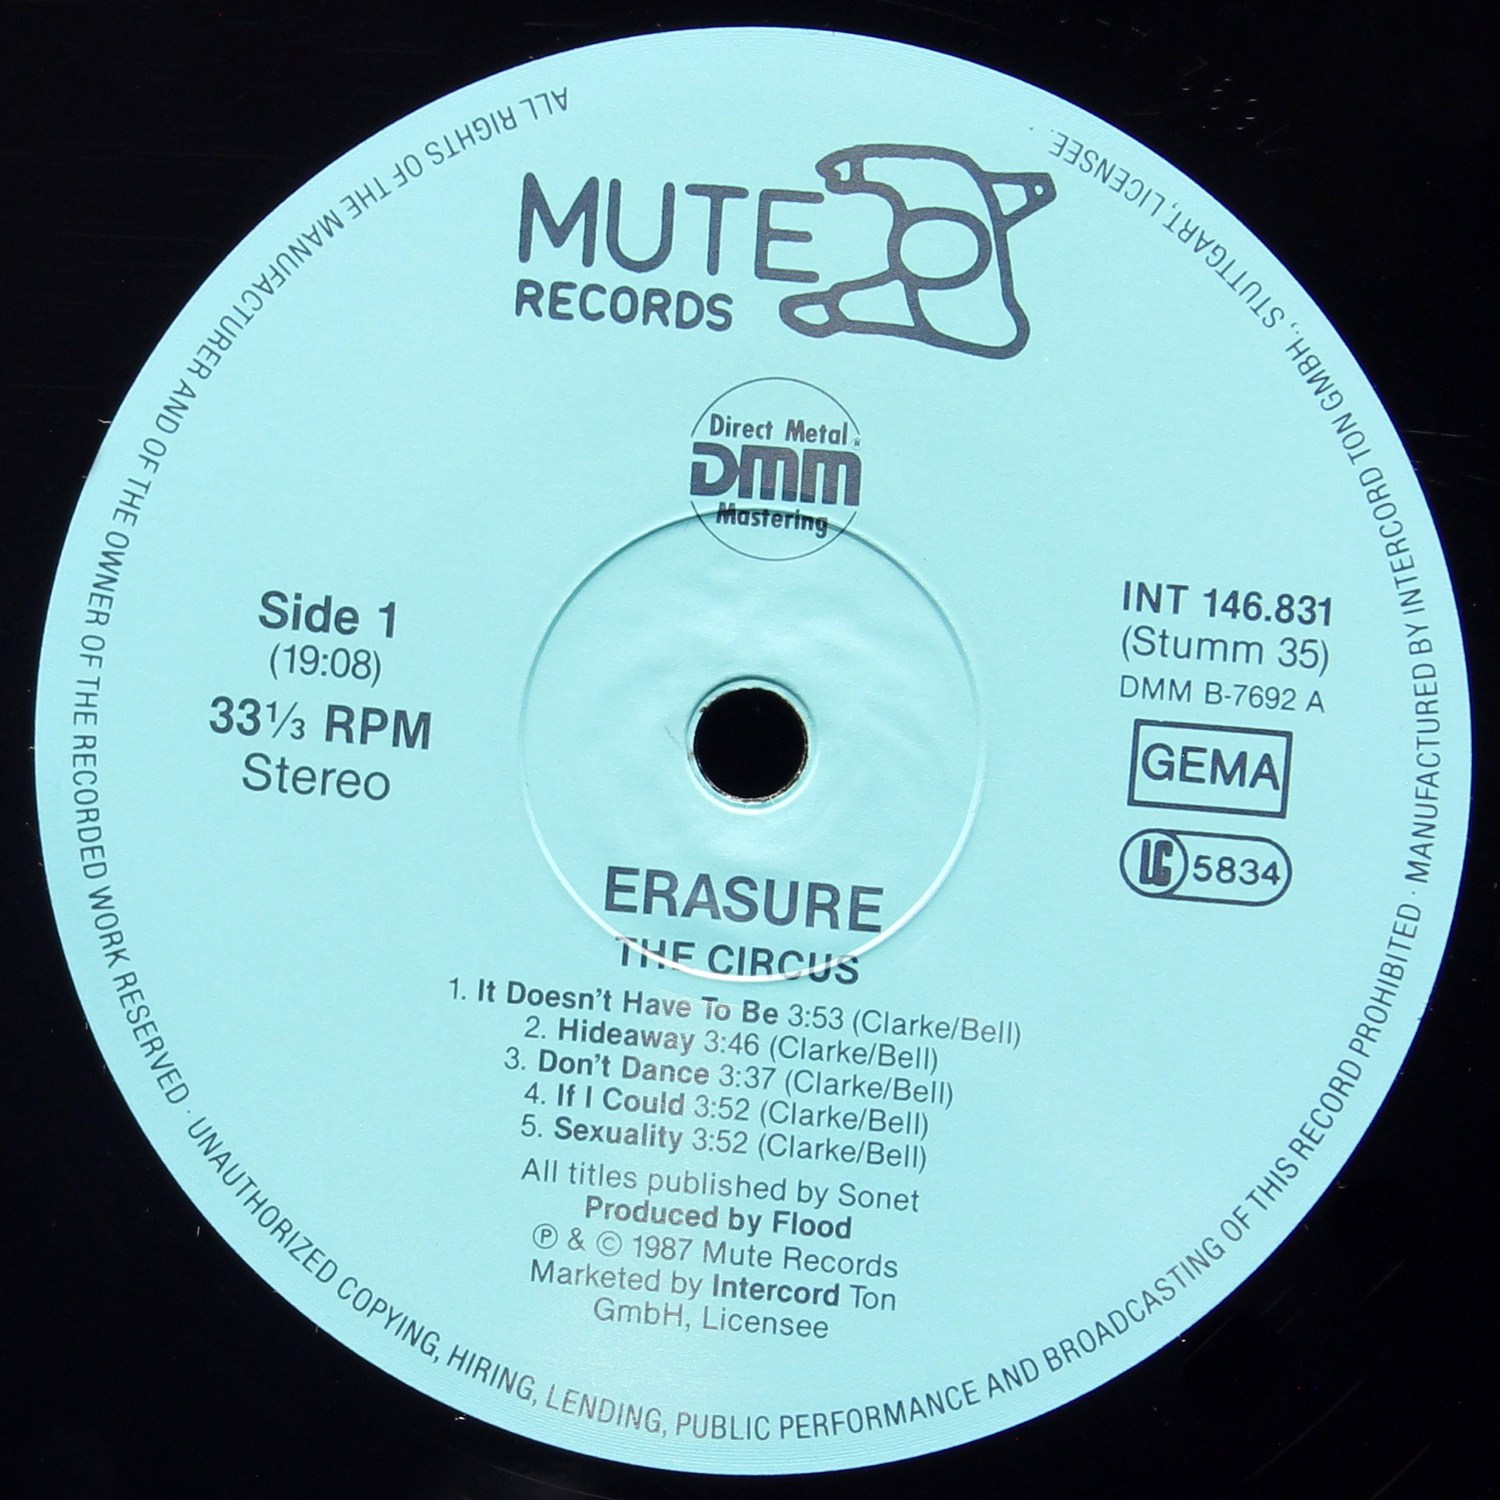 MUTE
RECORDS
Direct Metal
DMM
Mastering
Side 1
(19:08)
33⅓ RPM
Stereo
INT 146.831
(Stumm 35)
DMM B-7692 A
GEMA
LC 5834
ERASURE
THE CIRCUS
1. It Doesn't Have To Be 3:53 (Clarke/Bell)
2. Hideaway 3:46 (Clarke/Bell)
3. Don't Dance 3:37 (Clarke/Bell)
4. If I Could 3:52 (Clarke/Bell)
5. Sexuality 3:52 (Clarke/Bell)
All titles published by Sonet
Produced by Flood
℗ & © 1987 Mute Records
Marketed by Intercord Ton
GmbH, Licensee
ALL RIGHTS OF THE MANUFACTURER AND OF THE OWNER OF THE RECORDED WORK RESERVED · UNAUTHORIZED COPYING, HIRING, LENDING, PUBLIC PERFORMANCE AND BROADCASTING OF THIS RECORD PROHIBITED · MANUFACTURED BY INTERCORD TON GMBH., STUTTGART, LICENSEE.